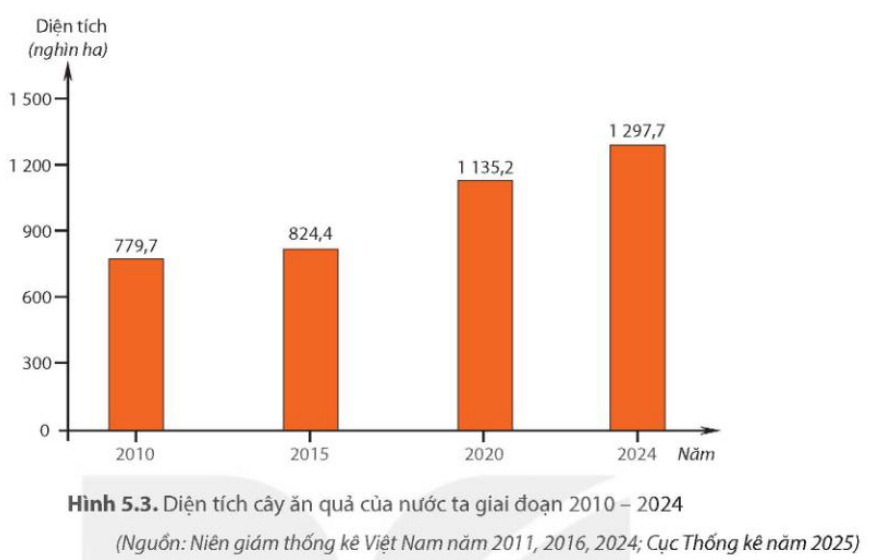 Diện tích
(nghìn ha)
1 500
1 200
900
600
300
0
779,7
824,4
1 135,2
1 297,7
2010
2015
2020
2024
Năm
Hình 5.3. Diện tích cây ăn quả của nước ta giai đoạn 2010 – 2024
(Nguồn: Niên giám thống kê Việt Nam năm 2011, 2016, 2024; Cục Thống kê năm 2025)